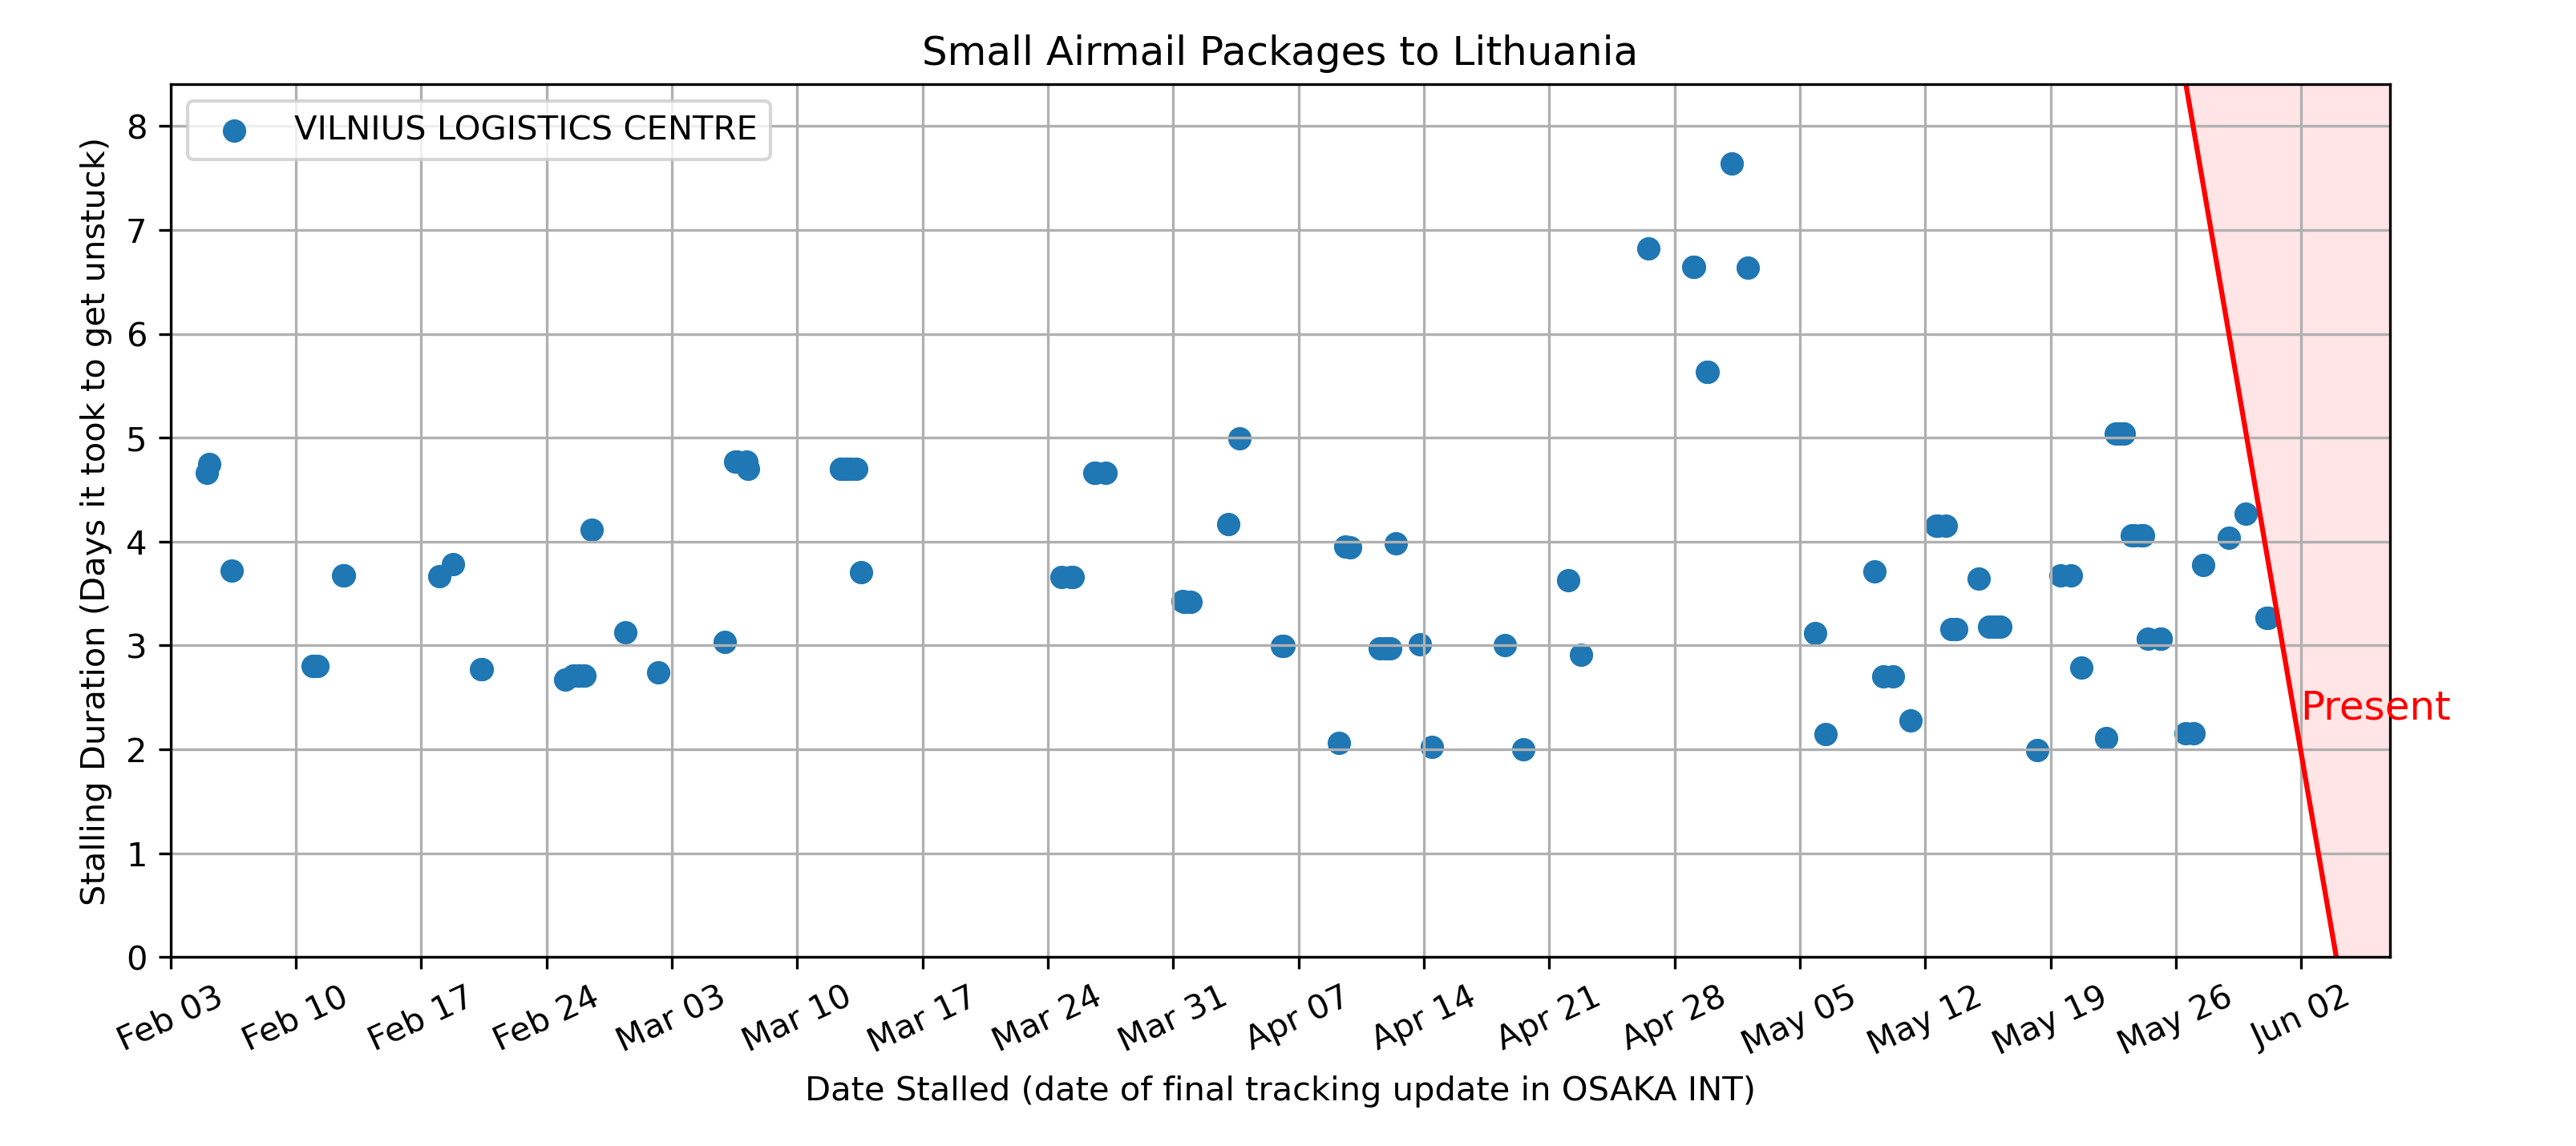 Small Airmail Packages to Lithuania
VILNIUS LOGISTICS CENTRE
Stalling Duration (Days it took to get unstuck)
8
7
6
5
4
3
2
1
0
Present
Feb 03
Feb 10
Feb 17
Feb 24
Mar 03
Mar 10
Mar 17
Mar 24
Mar 31
Apr 07
Apr 14
Apr 21
Apr 28
May 05
May 12
May 19
May 26
Jun 02
Date Stalled (date of final tracking update in OSAKA INT)